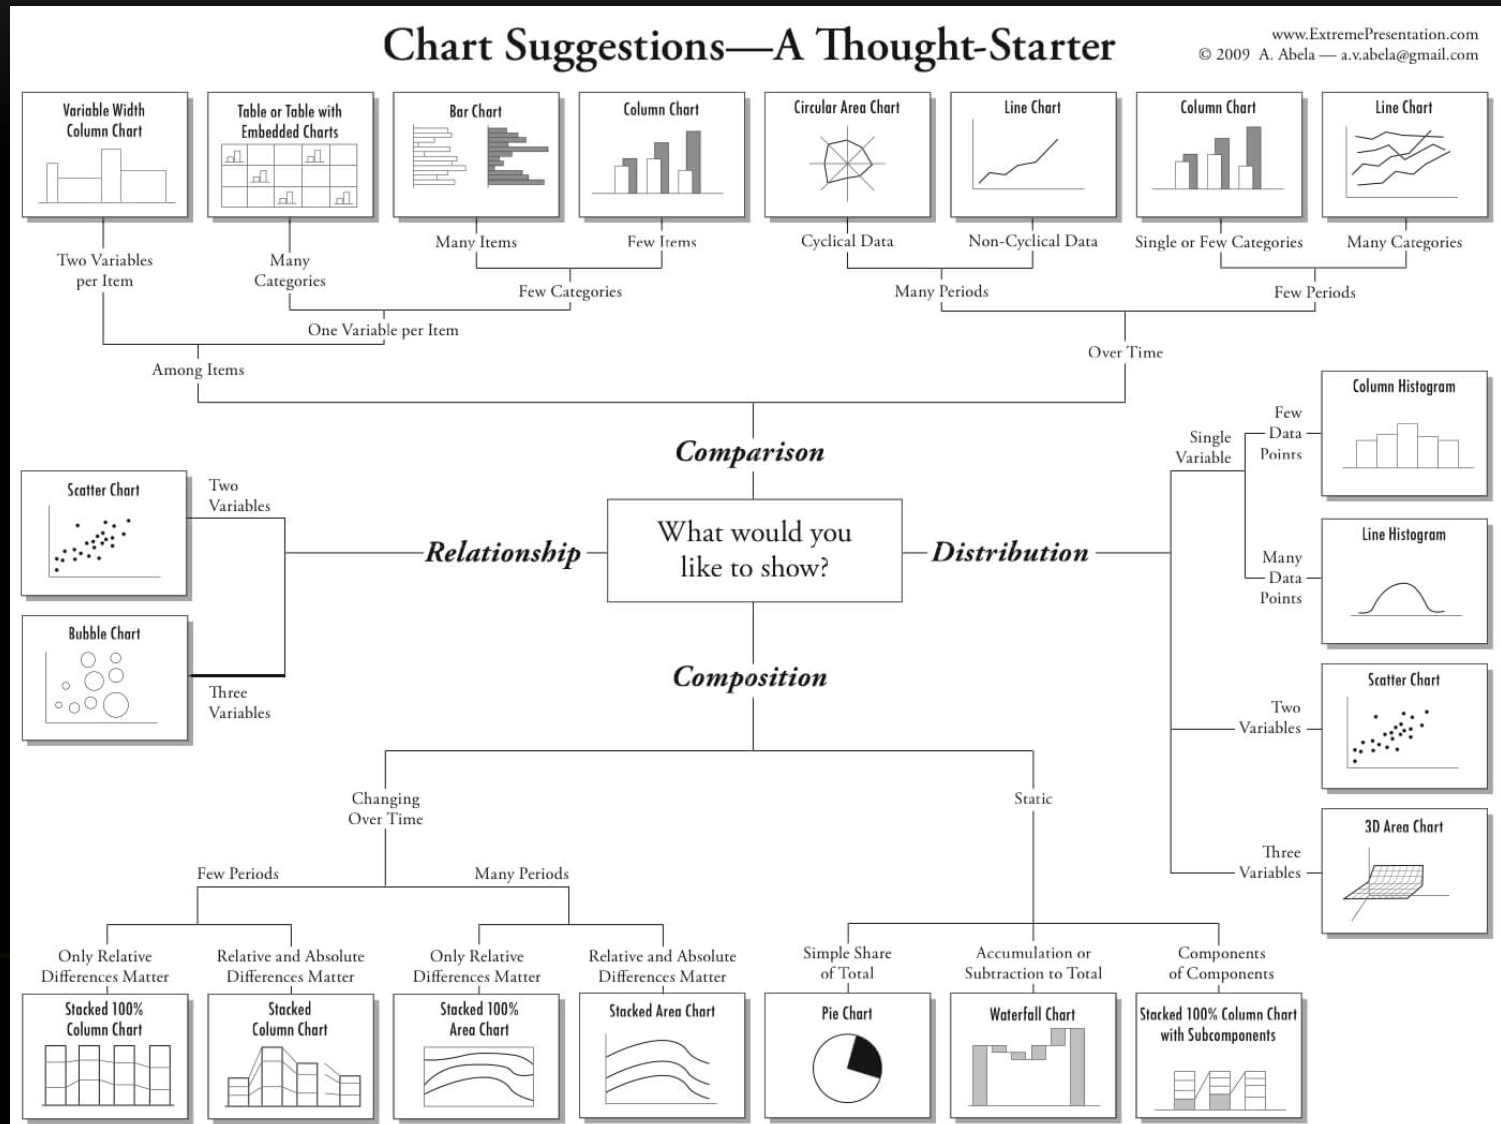 Chart Suggestions—A Thought-Starter
www.ExtremePresentation.com
© 2009 A. Abela — a.v.abela@gmail.com
Variable Width
Column Chart
Table or Table with
Embedded Charts
Bar Chart
Column Chart
Circular Area Chart
Line Chart
Column Chart
Line Chart
Two Variables
per Item
Many
Categories
Many Items
Few Items
Cyclical Data
Non-Cyclical Data
Single or Few Categories
Many Categories
Few Categories
Many Periods
Few Periods
One Variable per Item
Over Time
Among Items
Comparison
What would you
like to show?
Relationship
Two
Variables
Scatter Chart
Bubble Chart
Three
Variables
Distribution
Single
Variable
Few
Data
Points
Column Histogram
Many
Data
Points
Line Histogram
Two
Variables
Scatter Chart
Three
Variables
3D Area Chart
Composition
Changing
Over Time
Static
Few Periods
Many Periods
Only Relative
Differences Matter
Relative and Absolute
Differences Matter
Only Relative
Differences Matter
Relative and Absolute
Differences Matter
Simple Share
of Total
Accumulation or
Subtraction to Total
Components
of Components
Stacked 100%
Column Chart
Stacked
Column Chart
Stacked 100%
Area Chart
Stacked Area Chart
Pie Chart
Waterfall Chart
Stacked 100% Column Chart
with Subcomponents